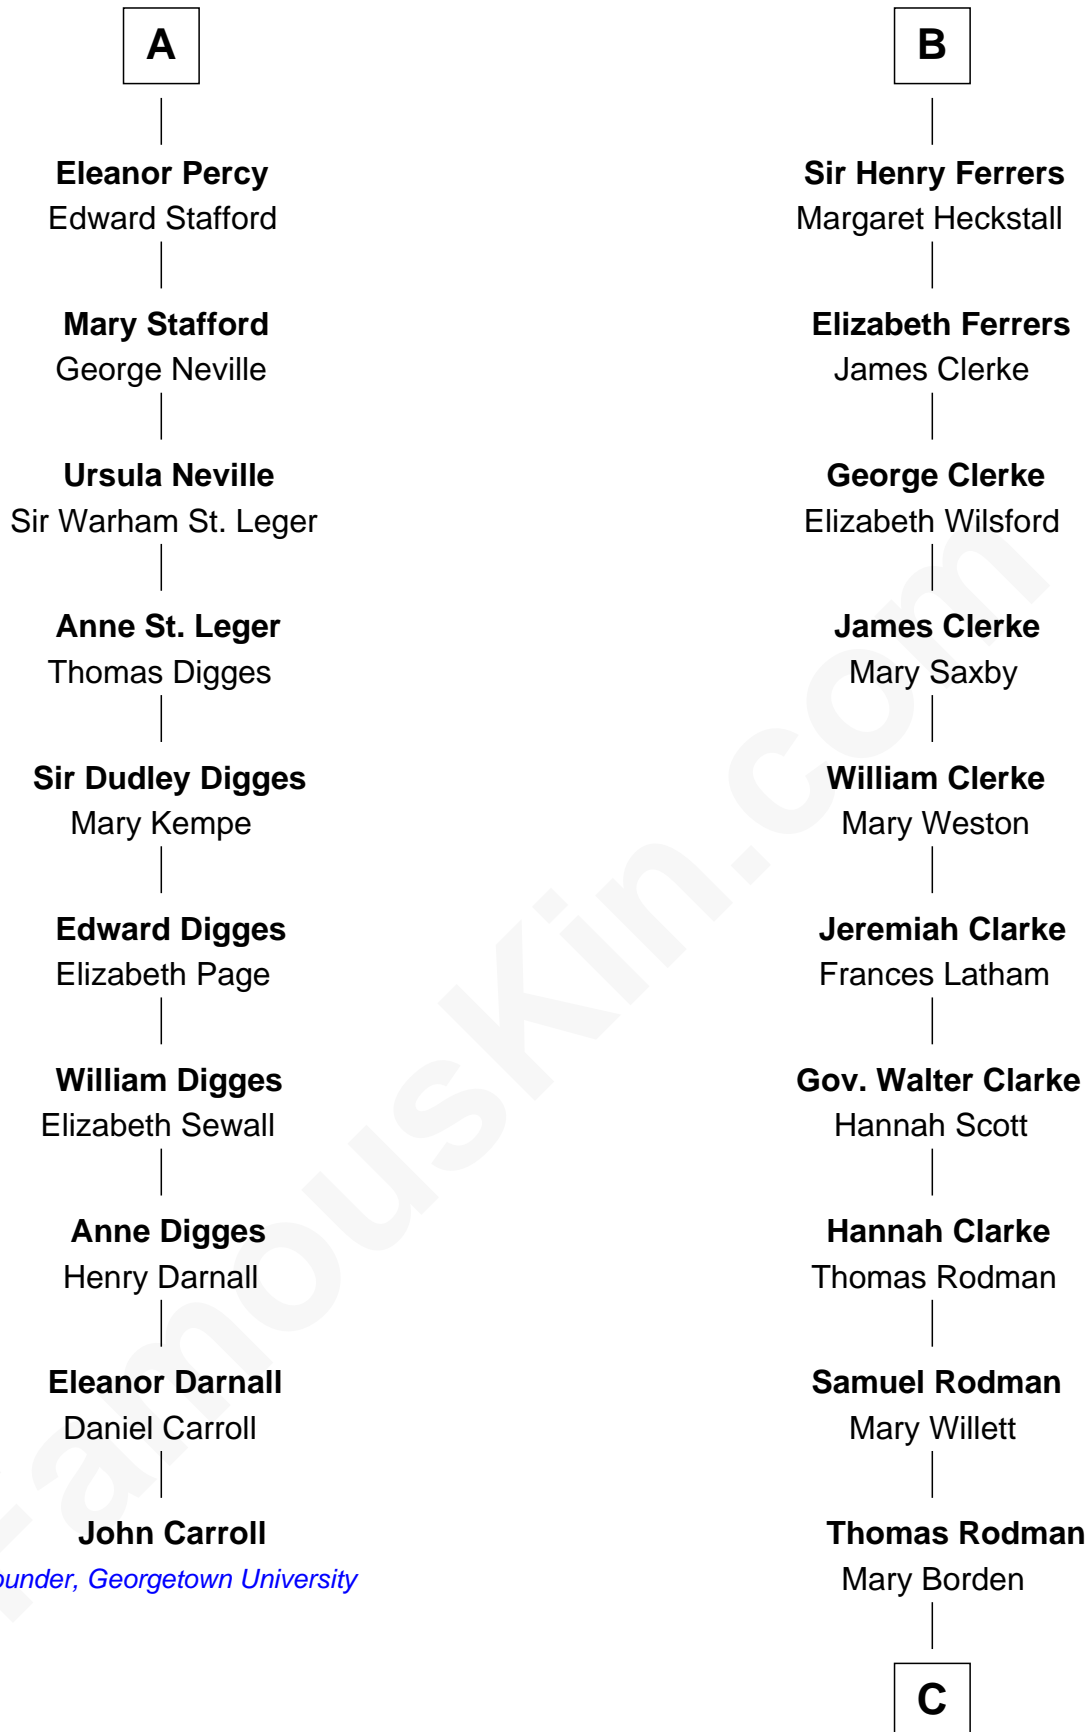 A
Eleanor Percy
Edward Stafford
Mary Stafford
George Neville
Ursula Neville
Sir Warham St. Leger
Anne St. Leger
Thomas Digges
Sir Dudley Digges
Mary Kempe
Edward Digges
Elizabeth Page
William Digges
Elizabeth Sewall
Anne Digges
Henry Darnall
Eleanor Darnall
Daniel Carroll
John Carroll
ounder, Georgetown University
B
Sir Henry Ferrers
Margaret Heckstall
Elizabeth Ferrers
James Clerke
George Clerke
Elizabeth Wilsford
James Clerke
Mary Saxby
William Clerke
Mary Weston
Jeremiah Clarke
Frances Latham
Gov. Walter Clarke
Hannah Scott
Hannah Clarke
Thomas Rodman
Samuel Rodman
Mary Willett
Thomas Rodman
Mary Borden
C
FamousKin.com